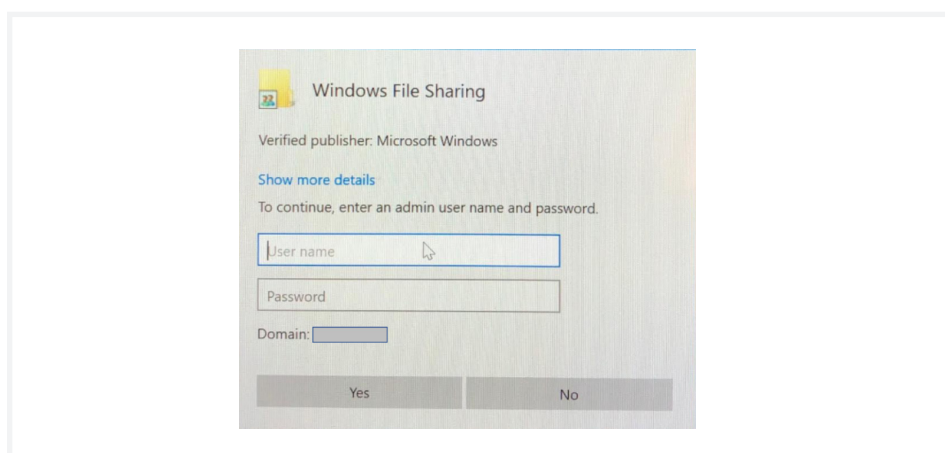 Windows File Sharing
Verified publisher: Microsoft Windows
Show more details
To continue, enter an admin user name and password.
User name
Password
Domain:
Yes No